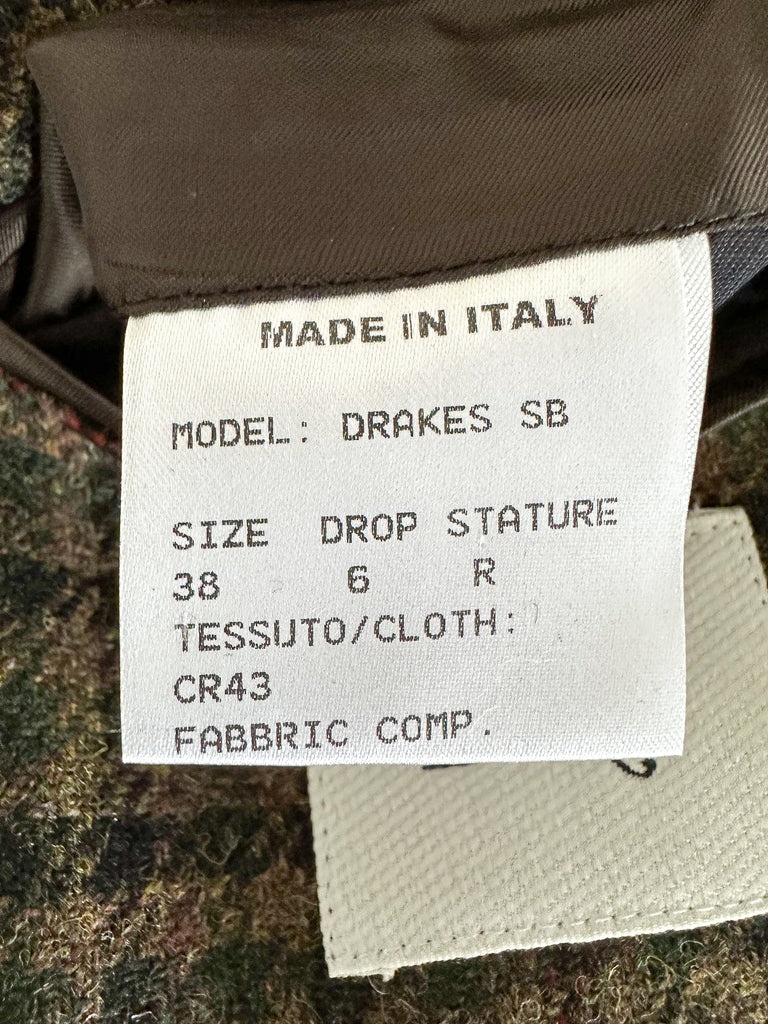 MADE IN ITALY
MODEL: DRAKES SB
SIZE DROP STATURE
38 6 R
TESSUTO/CLOTH:
CR43
FABBRIC COMP.